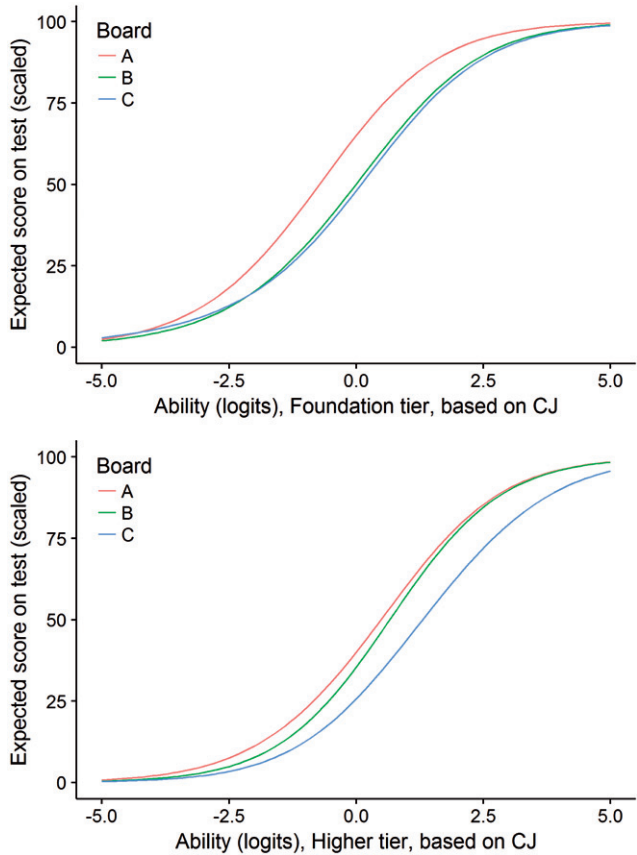 Expected score on test (scaled)
100
75
50
25
0
Board
A
B
C
-5.0 -2.5 0.0 2.5 5.0
Ability (logits), Foundation tier, based on CJ
Expected score on test (scaled)
100
75
50
25
0
Board
A
B
C
-5.0 -2.5 0.0 2.5 5.0
Ability (logits), Higher tier, based on CJ